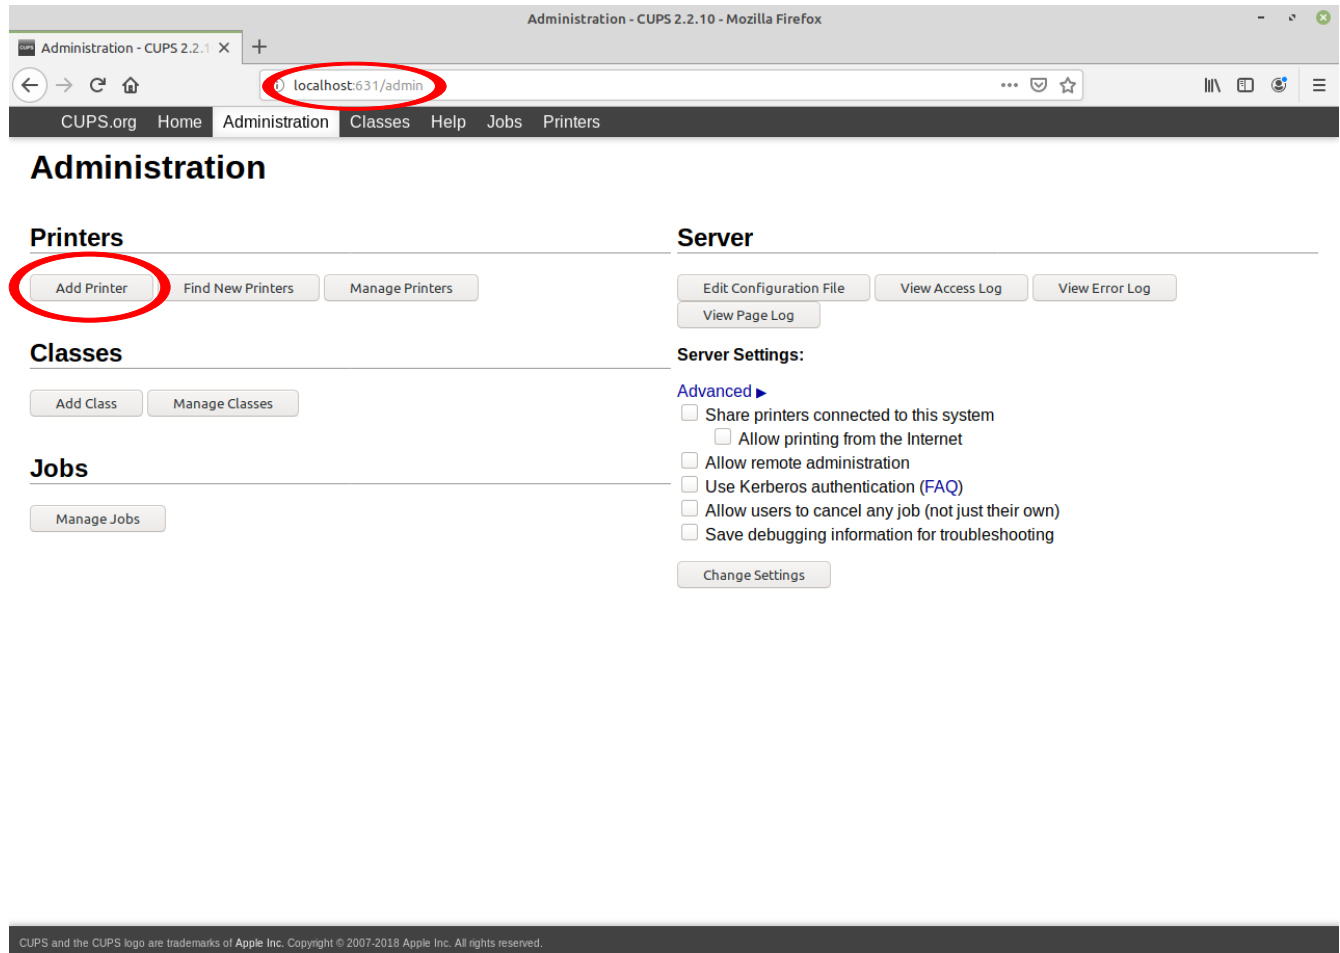 Administration - CUPS 2.2.10 - Mozilla Firefox
CUPS Administration - CUPS 2.2.1
localhost:631/admin
CUPS.org Home Administration Classes Help Jobs Printers
Administration
Printers
Add Printer Find New Printers Manage Printers
Classes
Add Class Manage Classes
Jobs
Manage Jobs
Server
Edit Configuration File View Access Log View Error Log
View Page Log
Server Settings:
Advanced ▶
Share printers connected to this system
Allow printing from the Internet
Allow remote administration
Use Kerberos authentication (FAQ)
Allow users to cancel any job (not just their own)
Save debugging information for troubleshooting
Change Settings
CUPS and the CUPS logo are trademarks of Apple Inc. Copyright © 2007-2018 Apple Inc. All rights reserved.